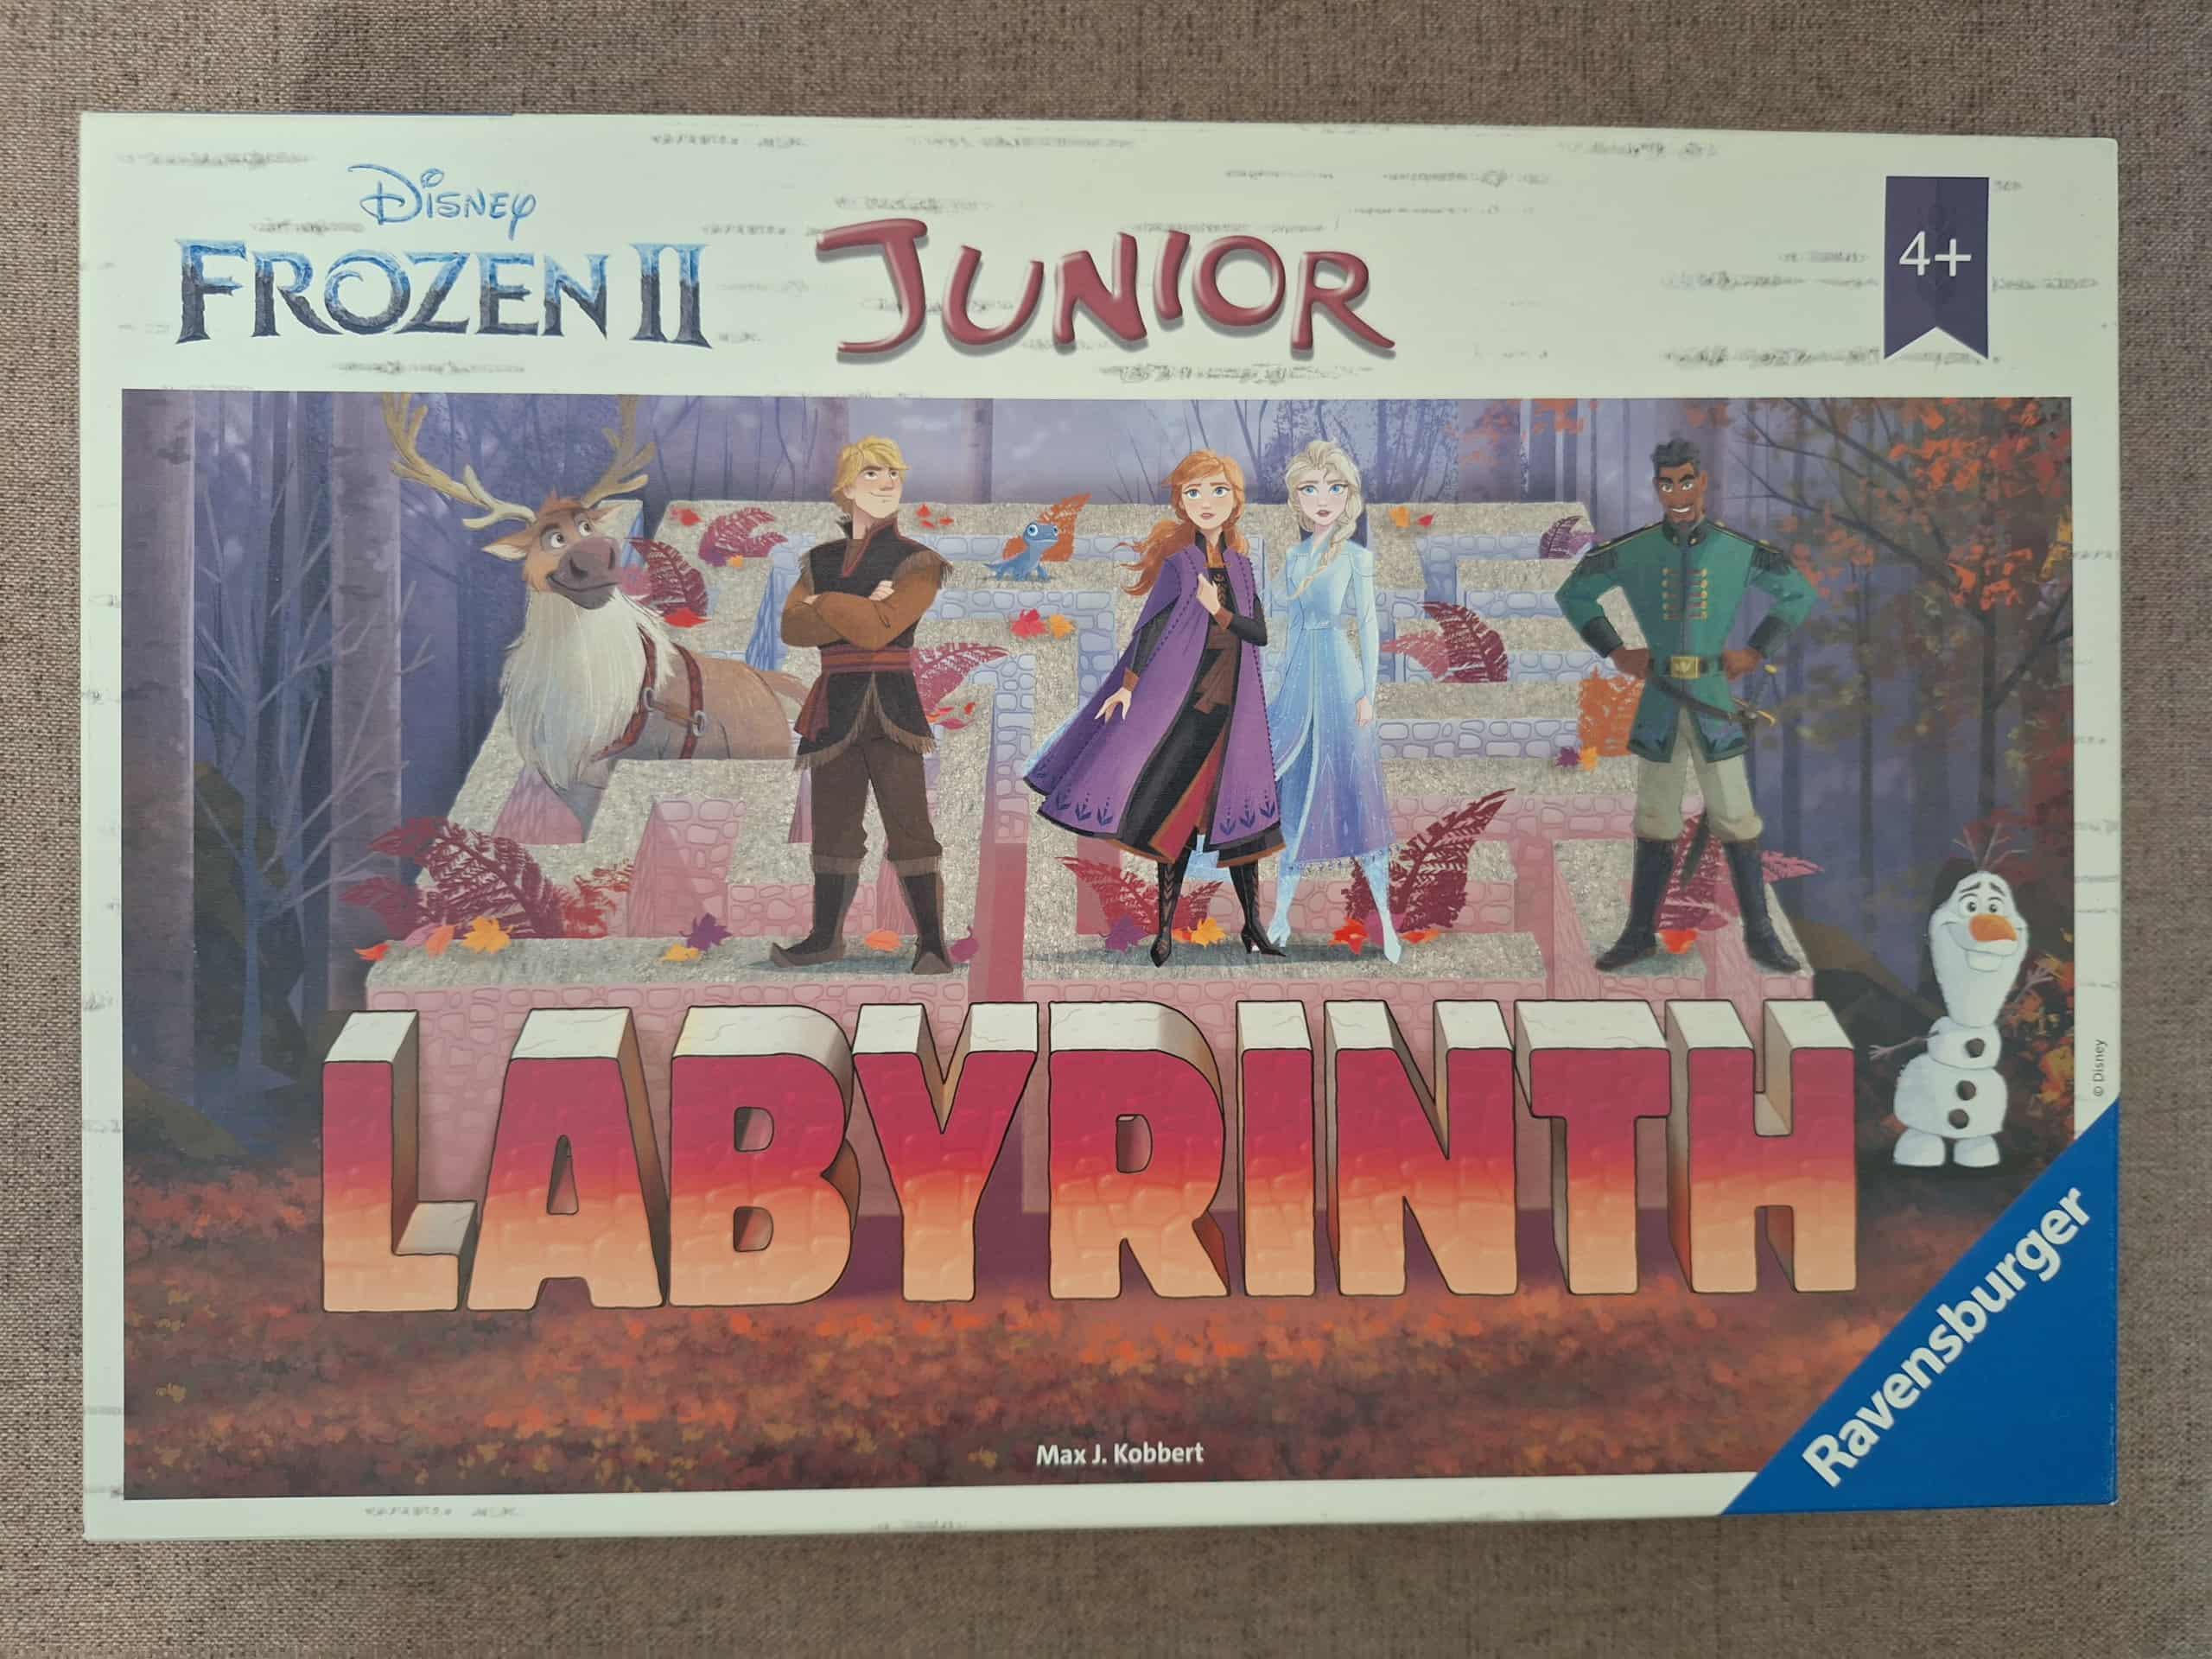 Disney
FROZEN II
JUNIOR
4+
LABYRINTH
© Disney
Ravensburger
Max J. Kobbert